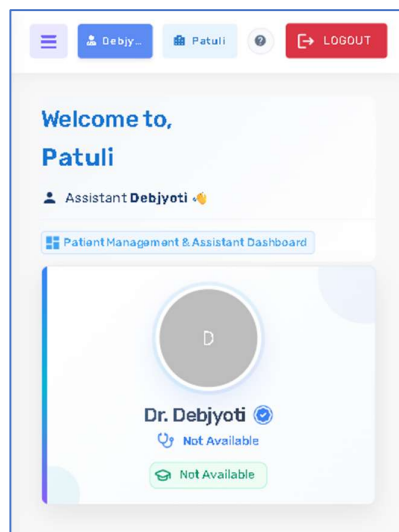 Debjy... Patuli ? LOGOUT
Welcome to,
Patuli
Assistant Debjyoti
Patient Management & Assistant Dashboard
D
Dr. Debjyoti
Not Available
Not Available